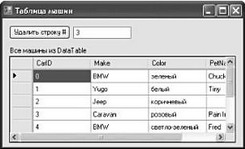 Таблица машин
Удалить строку # 3
Все машины из DataTable
CarID Make Color PetNa
0 BMW зеленый Chuck
1 Yugo белый Tiny
2 Jeep коричневый
3 Caravan розовый Pain In
4 BMW светло-зеленый Fred